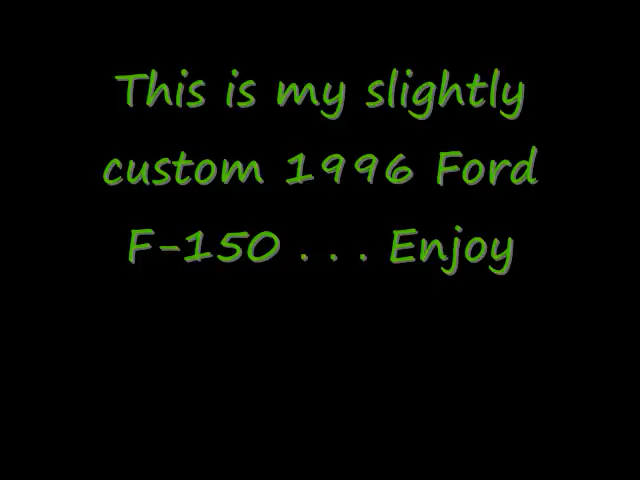 This is my slightly
custom 1996 Ford
F-150 . . . Enjoy